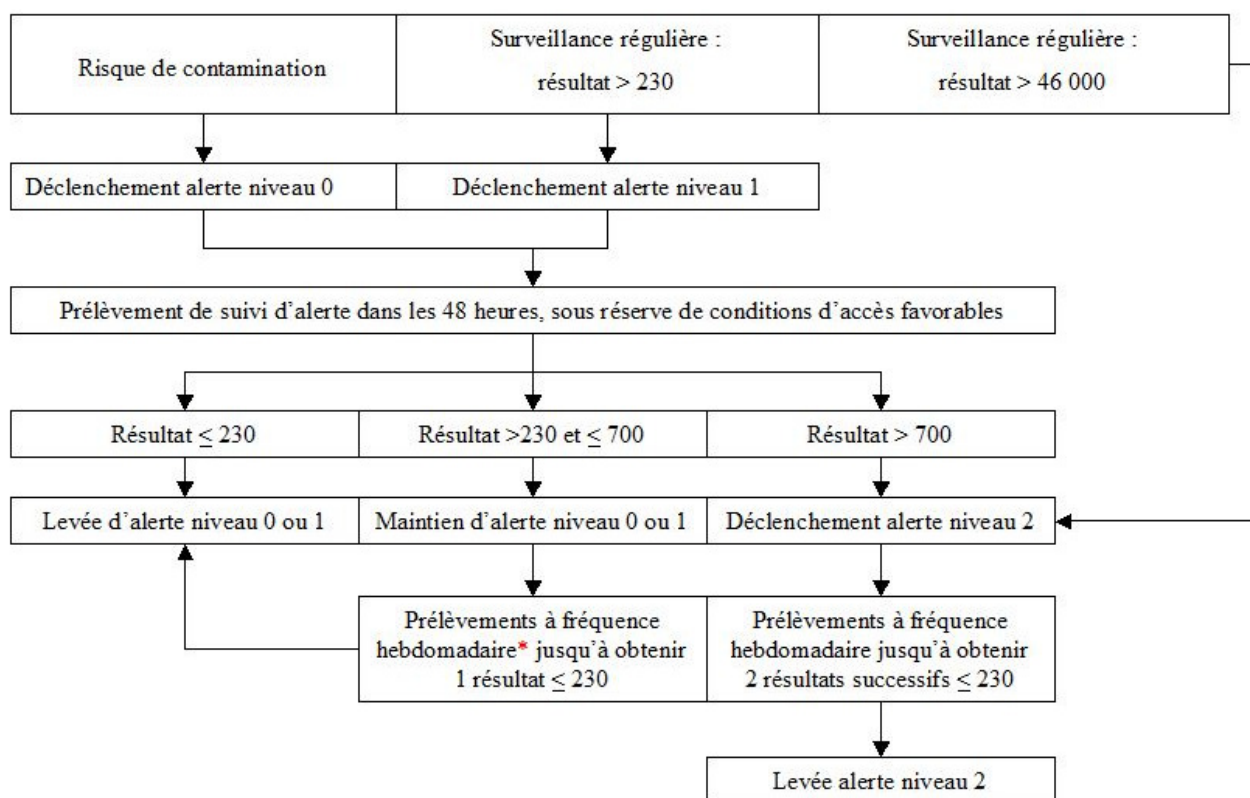 Risque de contamination
Surveillance régulière :
résultat > 230
Surveillance régulière :
résultat > 46 000
Déclenchement alerte niveau 0
Déclenchement alerte niveau 1
Prélèvement de suivi d’alerte dans les 48 heures, sous réserve de conditions d’accès favorables
Résultat ≤ 230
Résultat >230 et ≤ 700
Résultat > 700
Levée d’alerte niveau 0 ou 1
Maintien d’alerte niveau 0 ou 1
Déclenchement alerte niveau 2
Prélèvements à fréquence
hebdomadaire* jusqu’à obtenir
1 résultat ≤ 230
Prélèvements à fréquence
hebdomadaire jusqu’à obtenir
2 résultats successifs ≤ 230
Levée alerte niveau 2